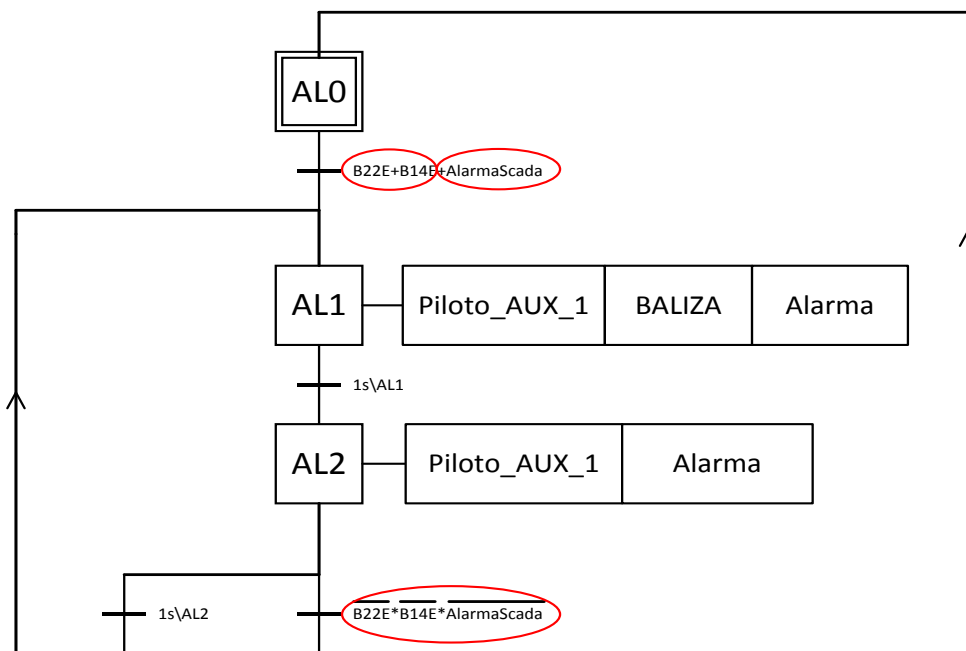 AL0
B22E+B14E+AlarmaScada
AL1 Piloto_AUX_1 BALIZA Alarma
1s\AL1
AL2 Piloto_AUX_1 Alarma
1s\AL2 B22E*B14E*AlarmaScada